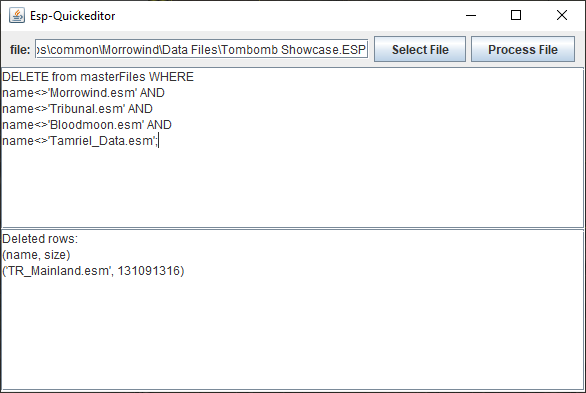 Esp-Quickeditor
file: os\common\Morrowind\Data Files\Tombomb Showcase.ESP Select File Process File
DELETE from masterFiles WHERE
name<>'Morrowind.esm' AND
name<>'Tribunal.esm' AND
name<>'Bloodmoon.esm' AND
name<>'Tamriel_Data.esm';
Deleted rows:
(name, size)
('TR_Mainland.esm', 131091316)